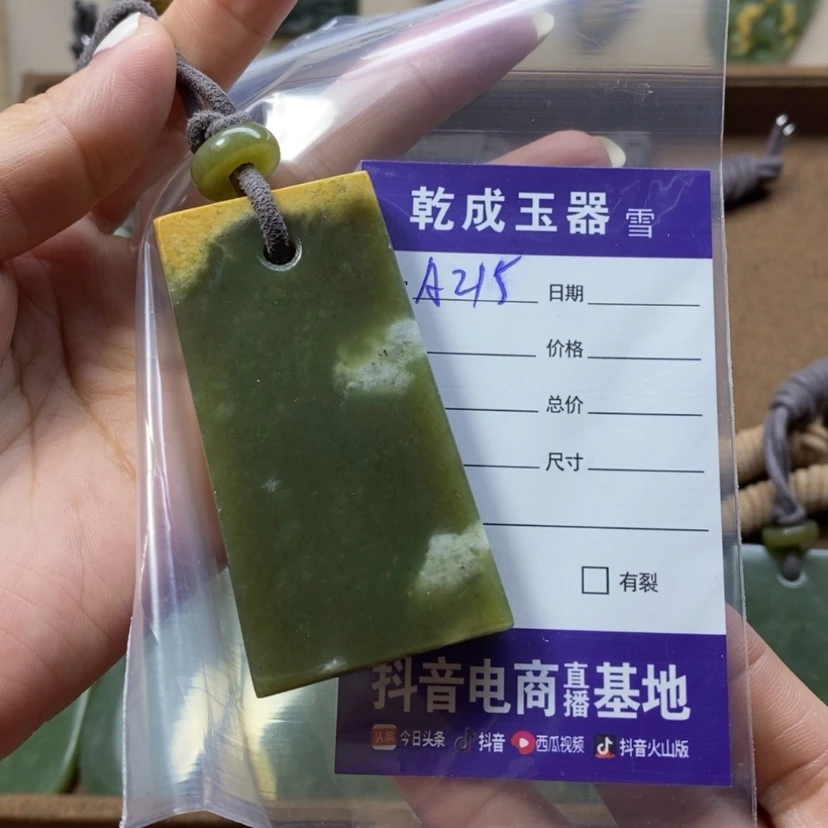 乾成玉器 雪
A215 日期
价格
总价
尺寸
有裂
抖音电商直播基地
头条 今日头条 抖音 西瓜视频 抖音火山版